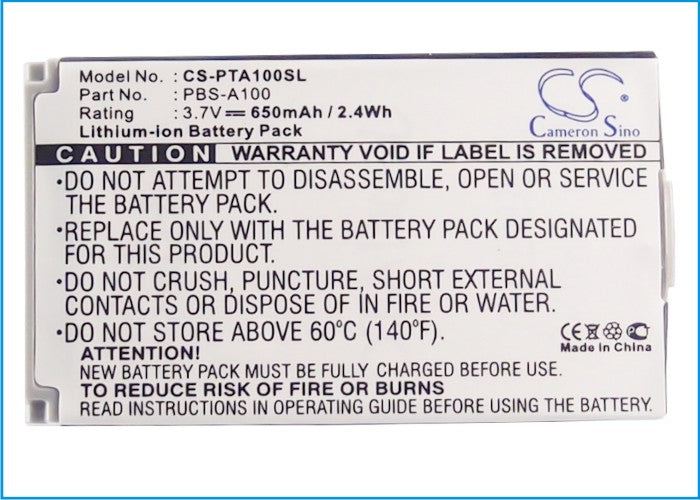 Model No. : CS-PTA100SL
Part No. : PBS-A100
Rating : 3.7V 650mAh / 2.4Wh
Lithium-ion Battery Pack
CS
Cameron Sino
CAUTION WARRANTY VOID IF LABEL IS REMOVED
·DO NOT ATTEMPT TO DISASSEMBLE, OPEN OR SERVICE
THE BATTERY PACK.
·REPLACE ONLY WITH THE BATTERY PACK DESIGNATED
FOR THIS PRODUCT.
·DO NOT CRUSH, PUNCTURE, SHORT EXTERNAL
CONTACTS OR DISPOSE OF IN FIRE OR WATER.
·DO NOT STORE ABOVE 60°C (140°F).
CE
Made in China
ATTENTION!
NEW BATTERY PACK MUST BE FULLY CHARGED BEFORE USE.
TO REDUCE RISK OF FIRE OR BURNS
READ INSTRUCTIONS OF OPERATING GUIDE BEFORE USING THE BATTERY.